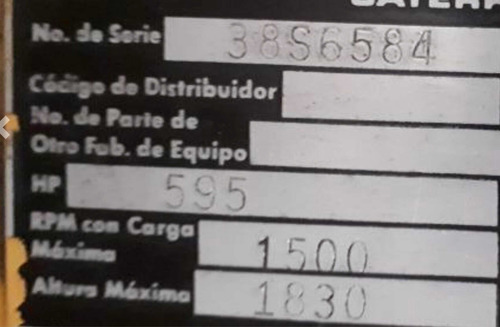 No. de Serie 38S6584
Código de Distribuidor
No. de Parte de
Otro Fab. de Equipo
HP 595
RPM con Carga
Máxima 1500
Altura Máxima 1830